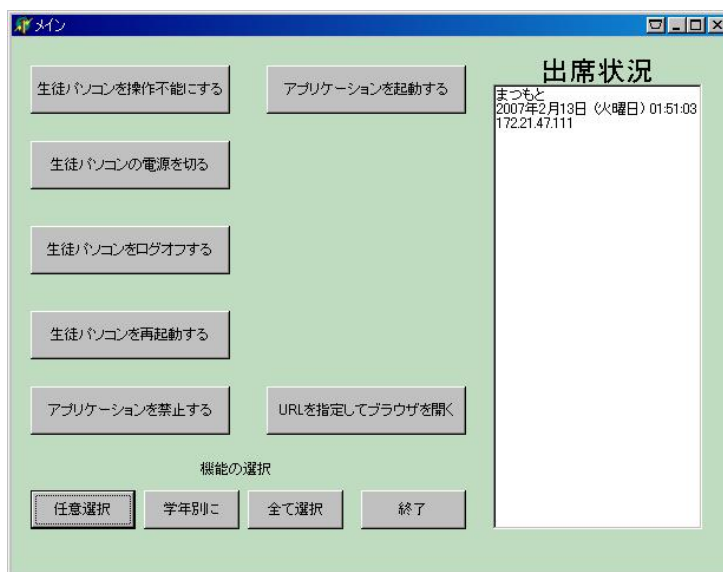 メイン
生徒パソコンを操作不能にする
アプリケーションを起動する
出席状況
まつもと
2007年2月13日 (火曜日) 01:51:03
172.21.47.111
生徒パソコンの電源を切る
生徒パソコンをログオフする
生徒パソコンを再起動する
アプリケーションを禁止する
URLを指定してブラウザを開く
機能の選択
任意選択
学年別に
全て選択
終了